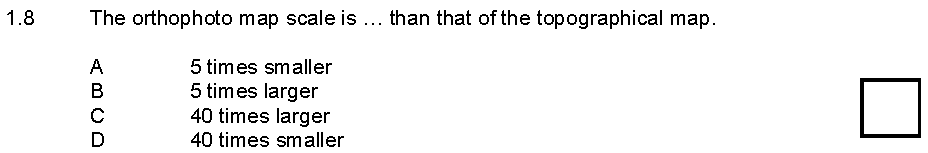 1.8 The orthophoto map scale is … than that of the topographical map.
A 5 times smaller
B 5 times larger
C 40 times larger
D 40 times smaller